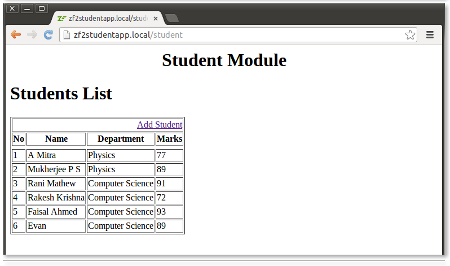 zf2studentapp.local/stud
zf2studentapp.local/student
Student Module
Students List
Add Student
No Name Department Marks
1 A Mitra Physics 77
2 Mukherjee P S Physics 89
3 Rani Mathew Computer Science 91
4 Rakesh Krishna Computer Science 72
5 Faisal Ahmed Computer Science 93
6 Evan Computer Science 89